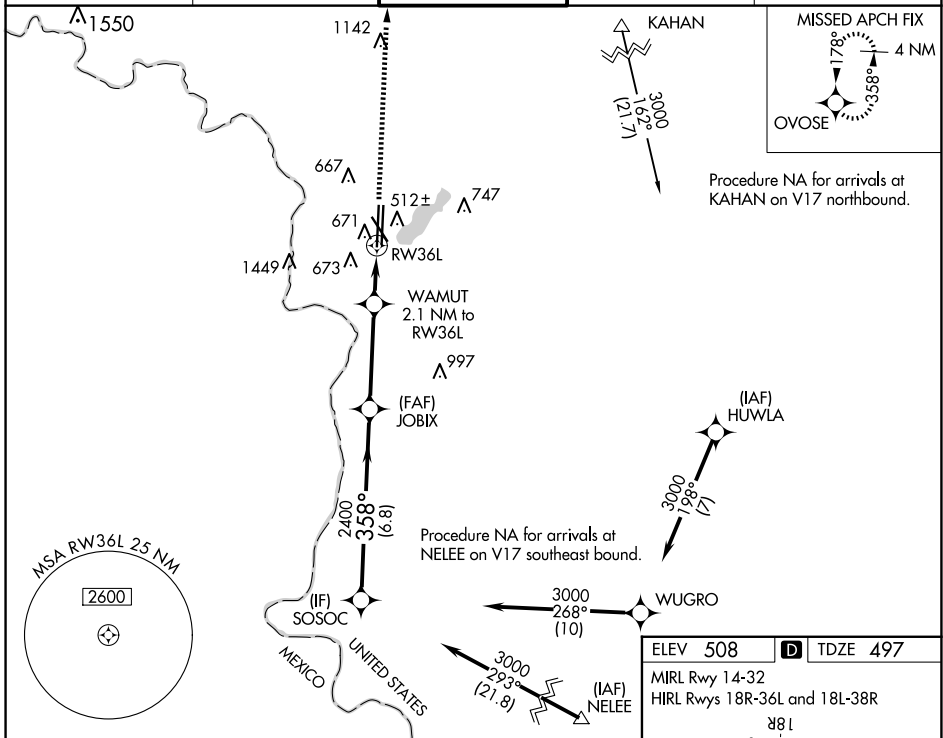 1550
1142
KAHAN
3000
162°
(21.7)
MISSED APCH FIX
178°
4 NM
358°
OVOSE
Procedure NA for arrivals at
KAHAN on V17 northbound.
667
512±
747
671
RW36L
1449
673
WAMUT
2.1 NM to
RW36L
997
(FAF)
JOBIX
(IAF)
HUWLA
3000
198°
(7)
2400
358°
(6.8)
Procedure NA for arrivals at
NELEE on V17 southeast bound.
MSA RW36L 25 NM
2600
(IF)
SOSOC
3000
268°
(10)
WUGRO
MEXICO
UNITED STATES
3000
293°
(21.8)
(IAF)
NELEE
ELEV 508 D TDZE 497
MIRL Rwy 14-32
HIRL Rwys 18R-36L and 18L-38R
18R